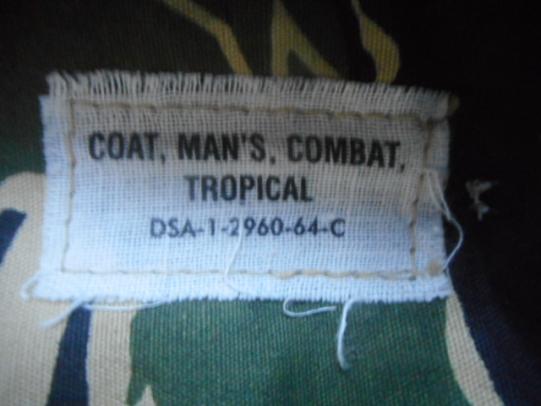 COAT, MAN'S, COMBAT,
TROPICAL
DSA-1-2960-64-C